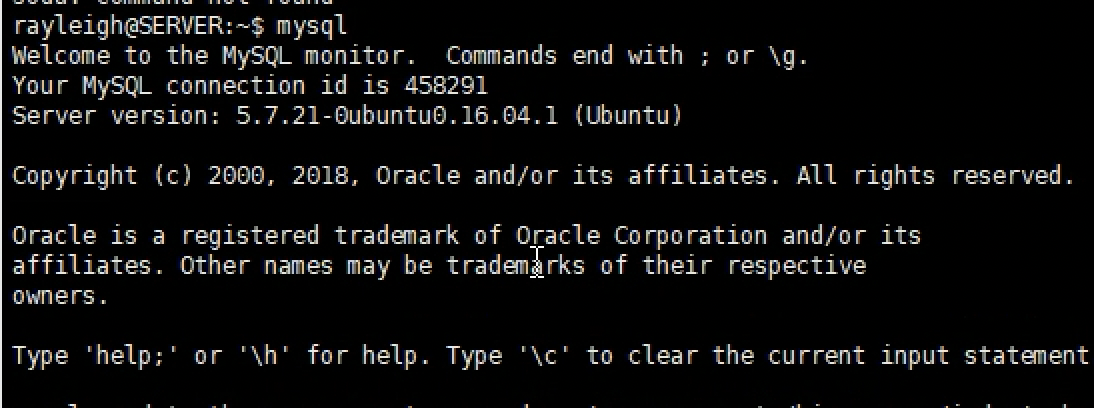 command not found
rayleigh@SERVER:~$ mysql
Welcome to the MySQL monitor.  Commands end with ; or \g.
Your MySQL connection id is 458291
Server version: 5.7.21-0ubuntu0.16.04.1 (Ubuntu)
Copyright (c) 2000, 2018, Oracle and/or its affiliates. All rights reserved.
Oracle is a registered trademark of Oracle Corporation and/or its
affiliates. Other names may be trademarks of their respective
owners.
Type 'help;' or '\h' for help. Type '\c' to clear the current input statement